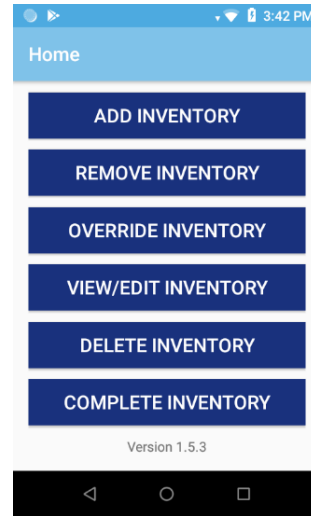 3:42 PM
Home
ADD INVENTORY
REMOVE INVENTORY
OVERRIDE INVENTORY
VIEW/EDIT INVENTORY
DELETE INVENTORY
COMPLETE INVENTORY
Version 1.5.3